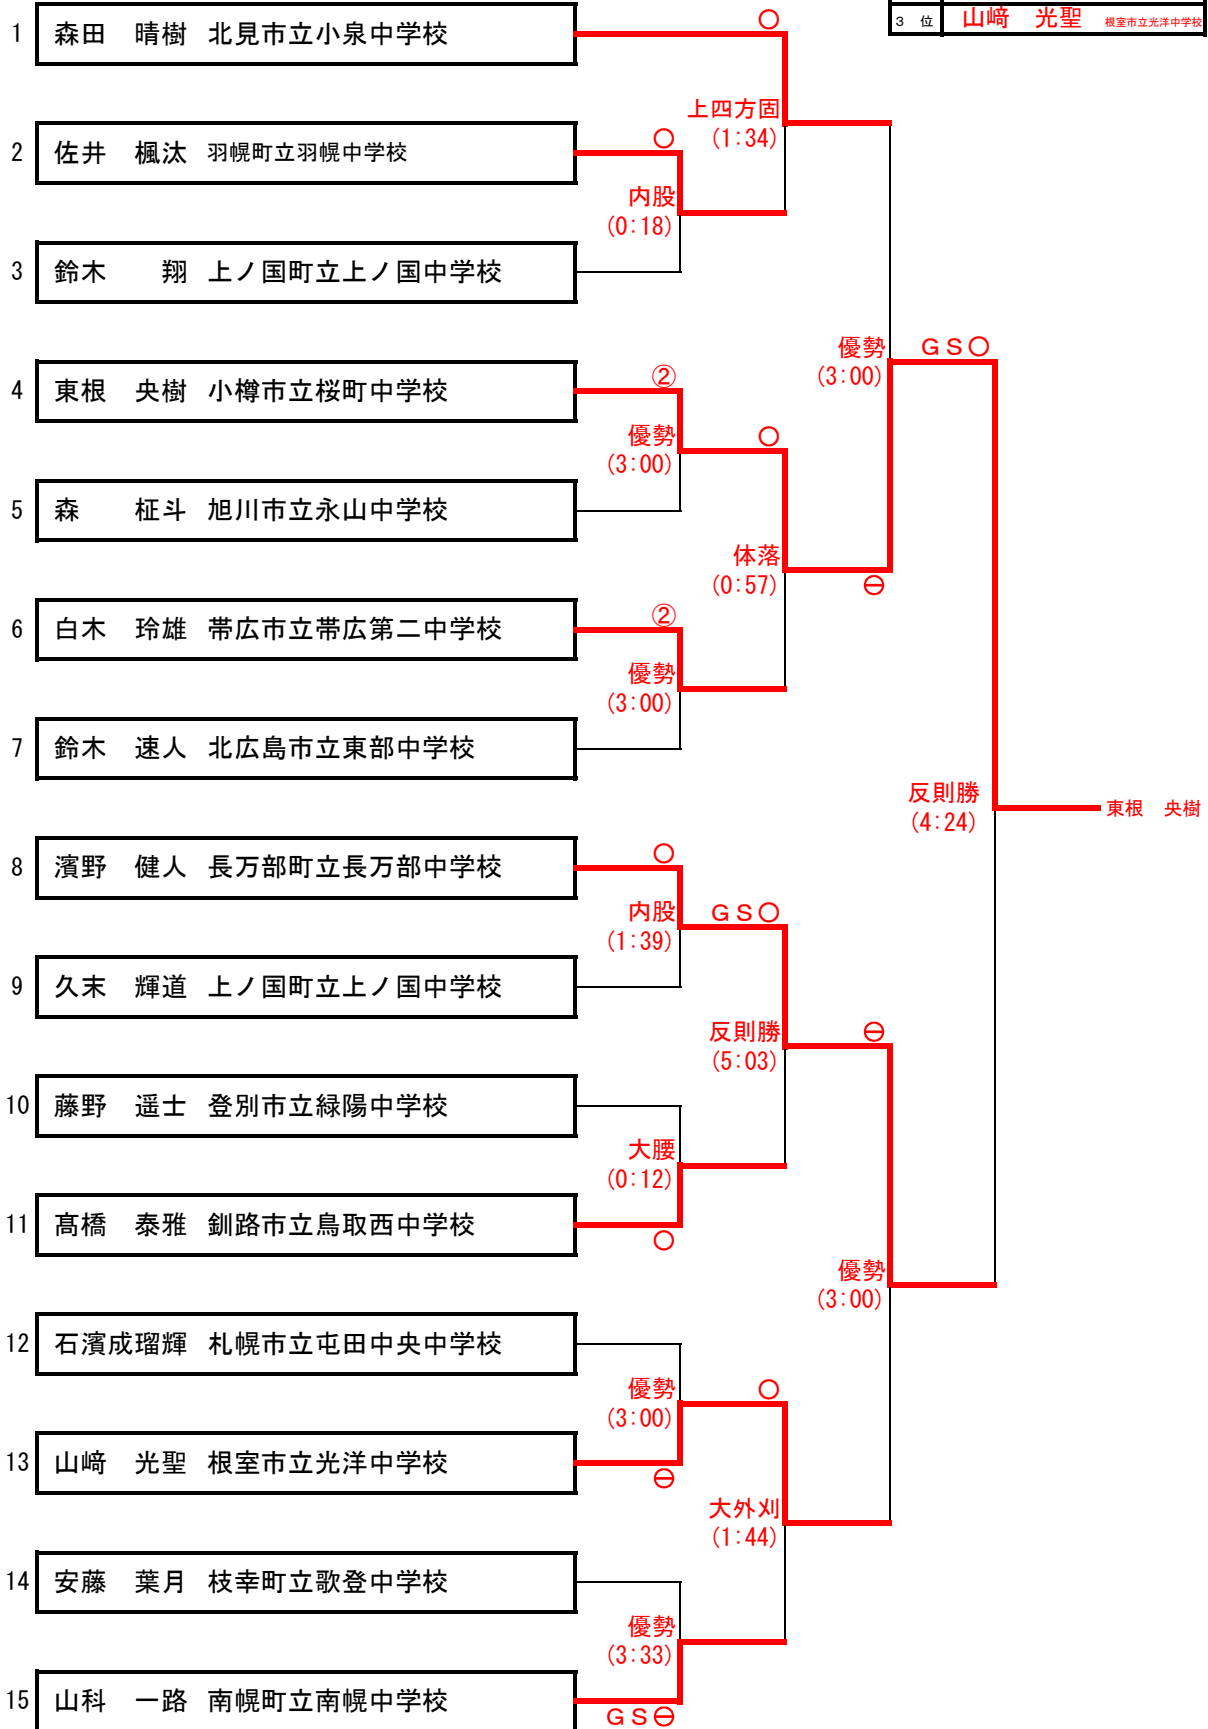 3 位 山﨑 光聖 根室市立光洋中学校
1 森田 晴樹 北見市立小泉中学校
○
上四方固
(1:34)
2 佐井 楓汰 羽幌町立羽幌中学校
○
内股
(0:18)
3 鈴木 翔 上ノ国町立上ノ国中学校
優勢 GS○
(3:00)
4 東根 央樹 小樽市立桜町中学校
②
優勢
(3:00)
○
5 森 柾斗 旭川市立永山中学校
体落
(0:57)
⊖
6 白木 玲雄 帯広市立帯広第二中学校
②
優勢
(3:00)
7 鈴木 速人 北広島市立東部中学校
反則勝
(4:24)
東根 央樹
8 濱野 健人 長万部町立長万部中学校
○
内股
(1:39)
GS○
9 久末 輝道 上ノ国町立上ノ国中学校
反則勝
(5:03)
⊖
10 藤野 遥士 登別市立緑陽中学校
大腰
(0:12)
11 髙橋 泰雅 釧路市立鳥取西中学校
○
優勢
(3:00)
12 石濱成瑠輝 札幌市立屯田中央中学校
優勢
(3:00)
○
13 山﨑 光聖 根室市立光洋中学校
⊖
大外刈
(1:44)
14 安藤 葉月 枝幸町立歌登中学校
優勢
(3:33)
15 山科 一路 南幌町立南幌中学校
GS⊖